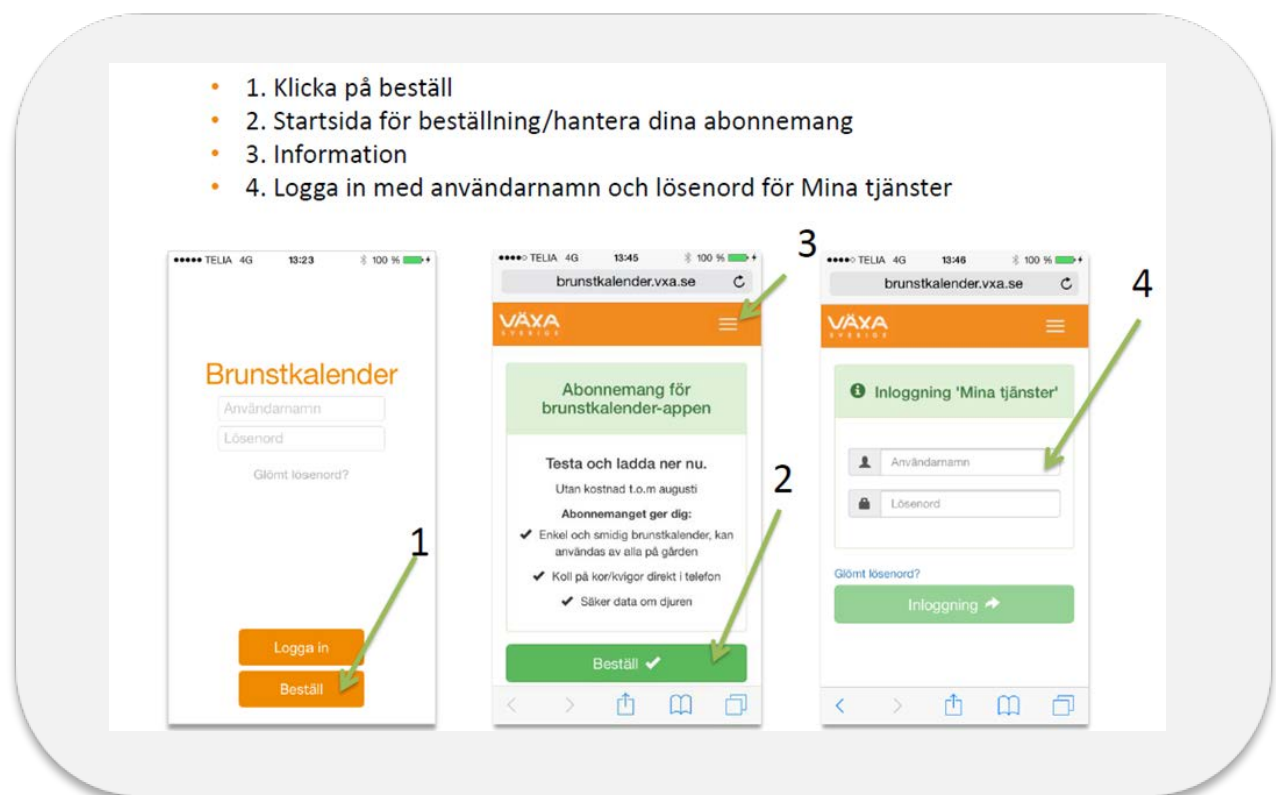 • 1. Klicka på beställ
• 2. Startsida för beställning/hantera dina abonnemang
• 3. Information
• 4. Logga in med användarnamn och lösenord för Mina tjänster
TELIA 4G 13:23 100 %
Brunstkalender
Användarnamn
Lösenord
Glömt lösenord?
1
Logga in
Beställ
TELIA 4G 13:45 100 %
3
brunstkalender.vxa.se
VÄXA
SVERIGE
Abonnemang för
brunstkalender-appen
Testa och ladda ner nu.
Utan kostnad t.o.m augusti
2
Abonnemanget ger dig:
Enkel och smidig brunstkalender, kan
användas av alla på gården
Koll på kor/kvigor direkt i telefon
Säker data om djuren
Beställ
TELIA 4G 13:46 100 %
brunstkalender.vxa.se
4
VÄXA
SVERIGE
Inloggning 'Mina tjänster'
Användarnamn
Lösenord
Glömt lösenord?
Inloggning